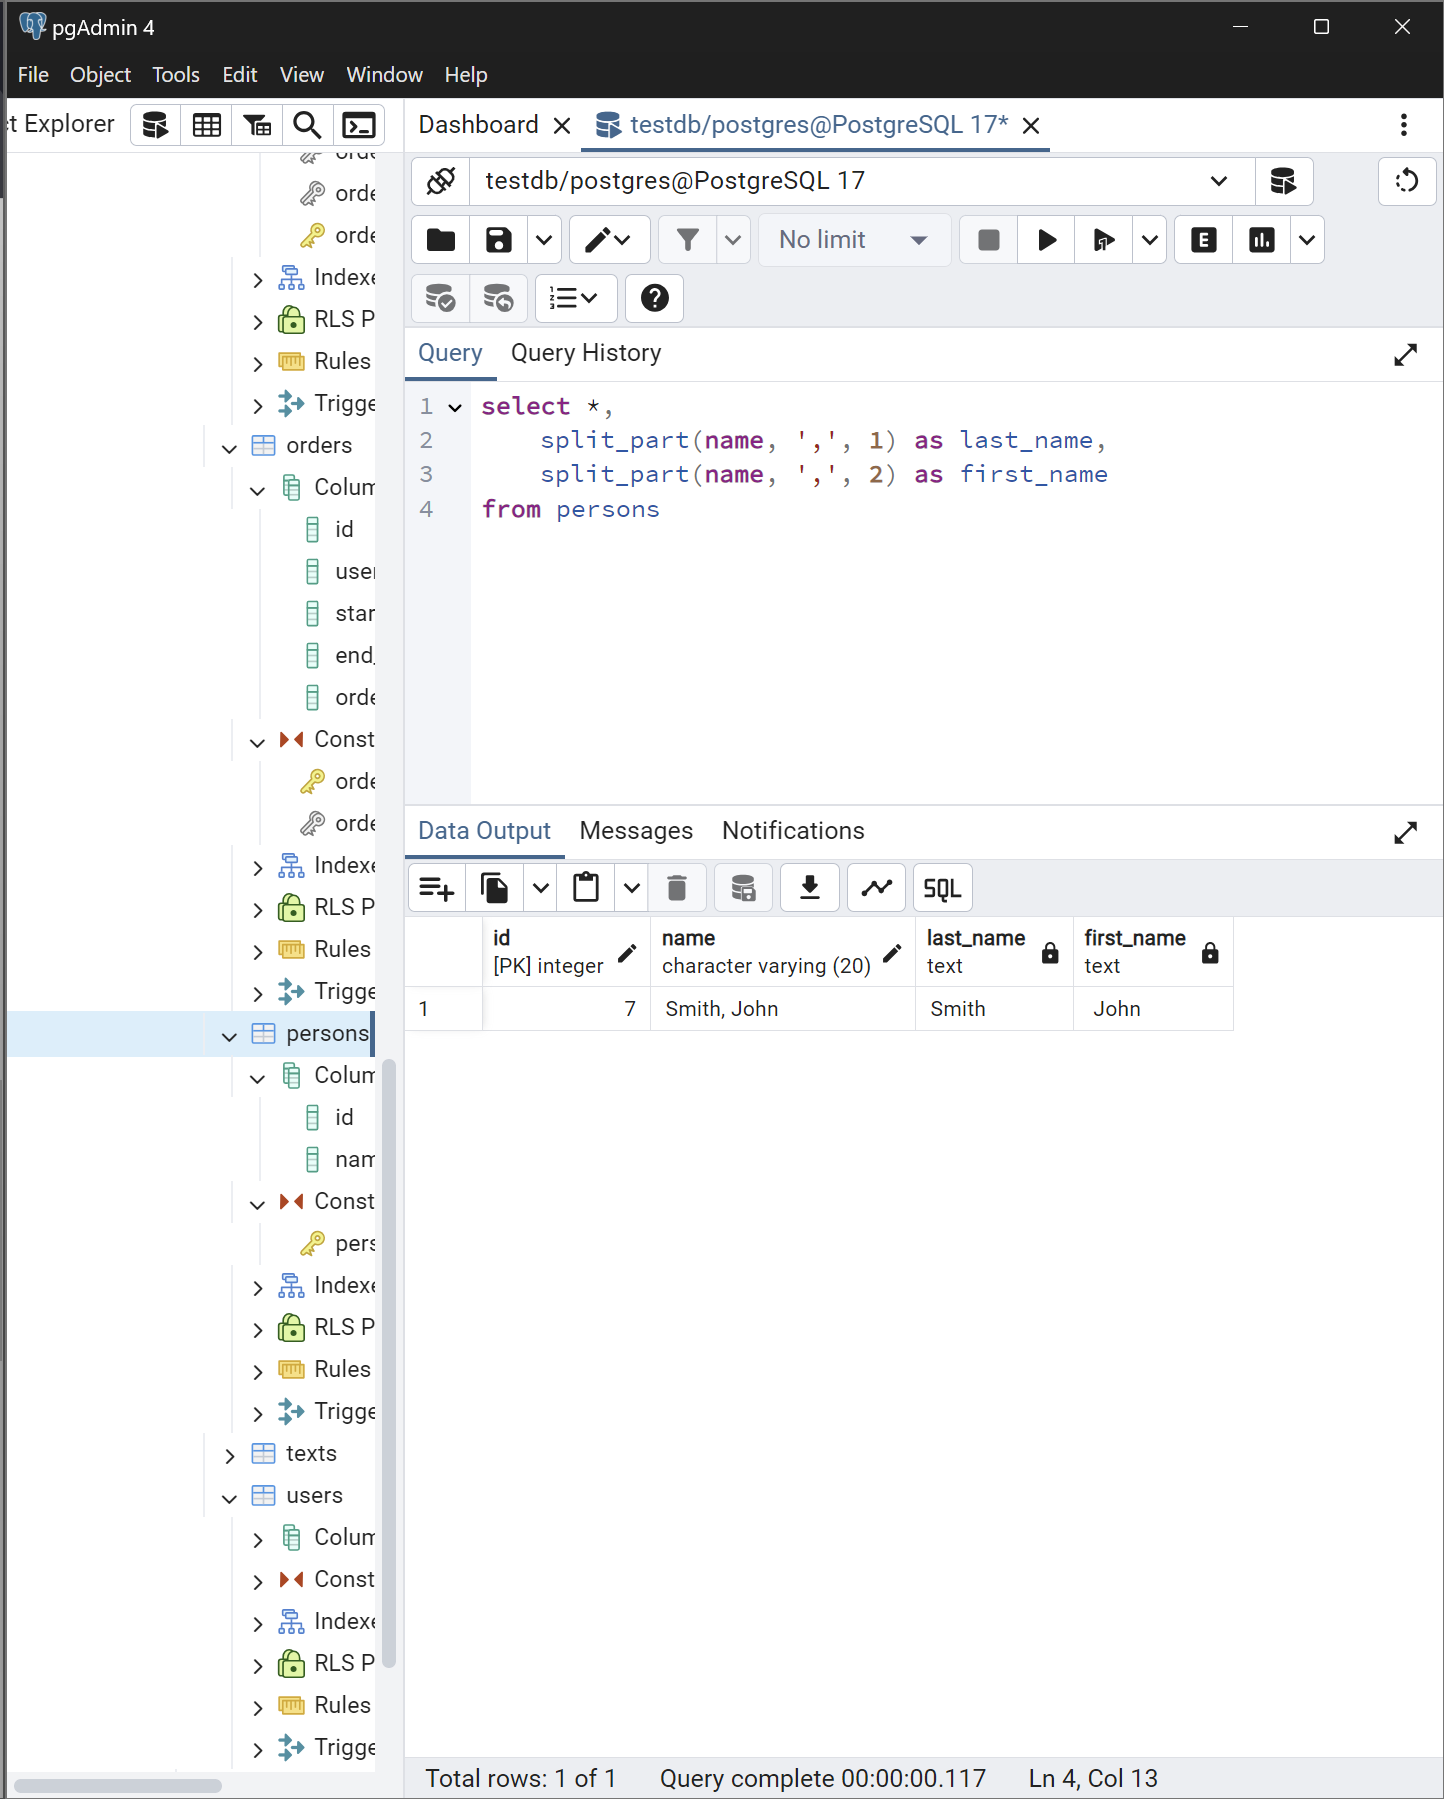 pgAdmin 4
File Object Tools Edit View Window Help
t Explorer
Dashboard
testdb/postgres@PostgreSQL 17*
testdb/postgres@PostgreSQL 17
No limit
E
Query
Query History
1 select *,
2 split_part(name, ',', 1) as last_name,
3 split_part(name, ',', 2) as first_name
4 from persons
orde
orde
orde
Indexe
RLS P
Rules
Trigge
orders
Colum
id
user
star
end_
orde
Const
orde
orde
Indexe
RLS P
Rules
Trigge
persons
Colum
id
nam
Const
pers
Indexe
RLS P
Rules
Trigge
texts
users
Colum
Const
Indexe
RLS P
Rules
Trigge
Data Output
Messages
Notifications
SQL
id
[PK] integer
name
character varying (20)
last_name
text
first_name
text
1 7 Smith, John Smith John
Total rows: 1 of 1
Query complete 00:00:00.117
Ln 4, Col 13